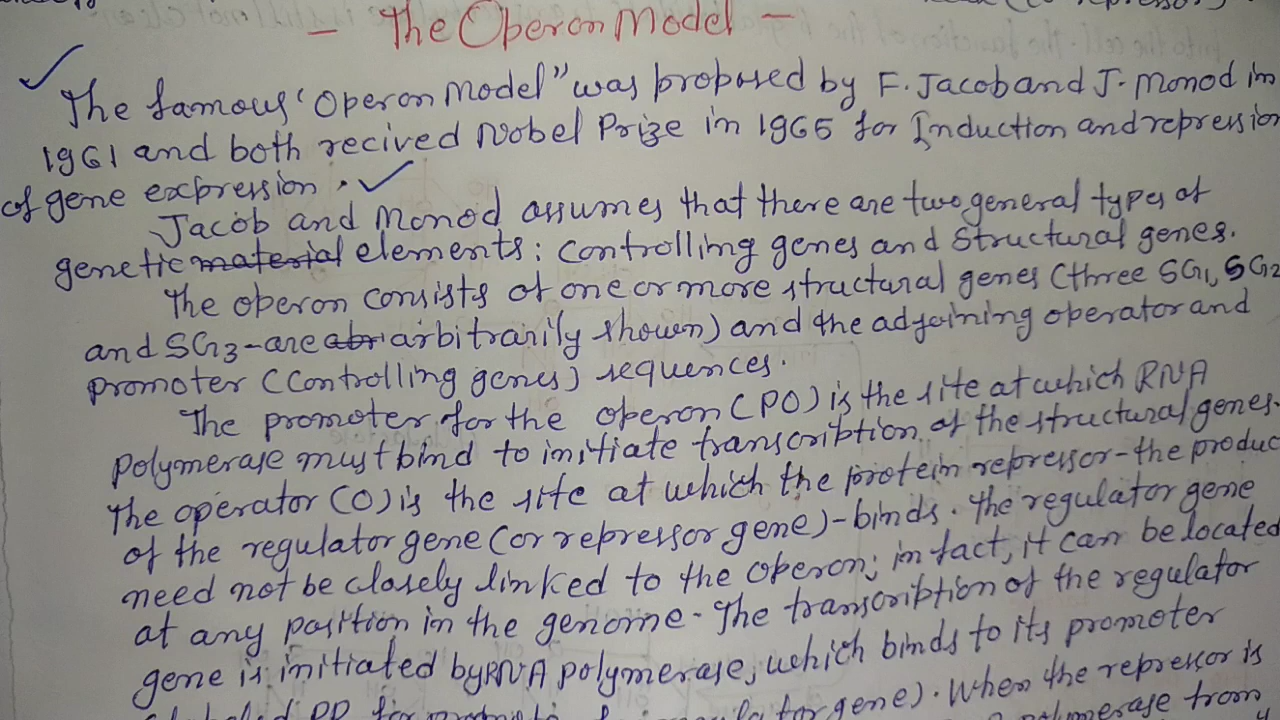 - The Operon Model -
The famous 'Operon Model" was proposed by F. Jacob and J. Monod in
1961 and both recived Nobel Prize in 1965 for Induction and repression
of gene expression.
Jacob and Monod assumes that there are two general types of
genetic material elements: Controlling genes and Structural genes.
The operon consists of one or more structural genes (three SG1, SG2
and SG3-are abr arbitrarily shown) and the adjoining operator and
promoter (Controlling genes) sequences.
The promoter for the operon (PO) is the site at which RNA
polymerase must bind to initiate transcription of the structural genes.
The operator (O) is the site at which the protein repressor-the produc
of the regulator gene (or repressor gene)-binds. The regulator gene
need not be closely linked to the operon; in fact, it can be located
at any position in the genome- The transcription of the regulator
gene is initiated by RNA polymerase, which binds to its promoter
PR for gene). When the repressor is
polymerase from